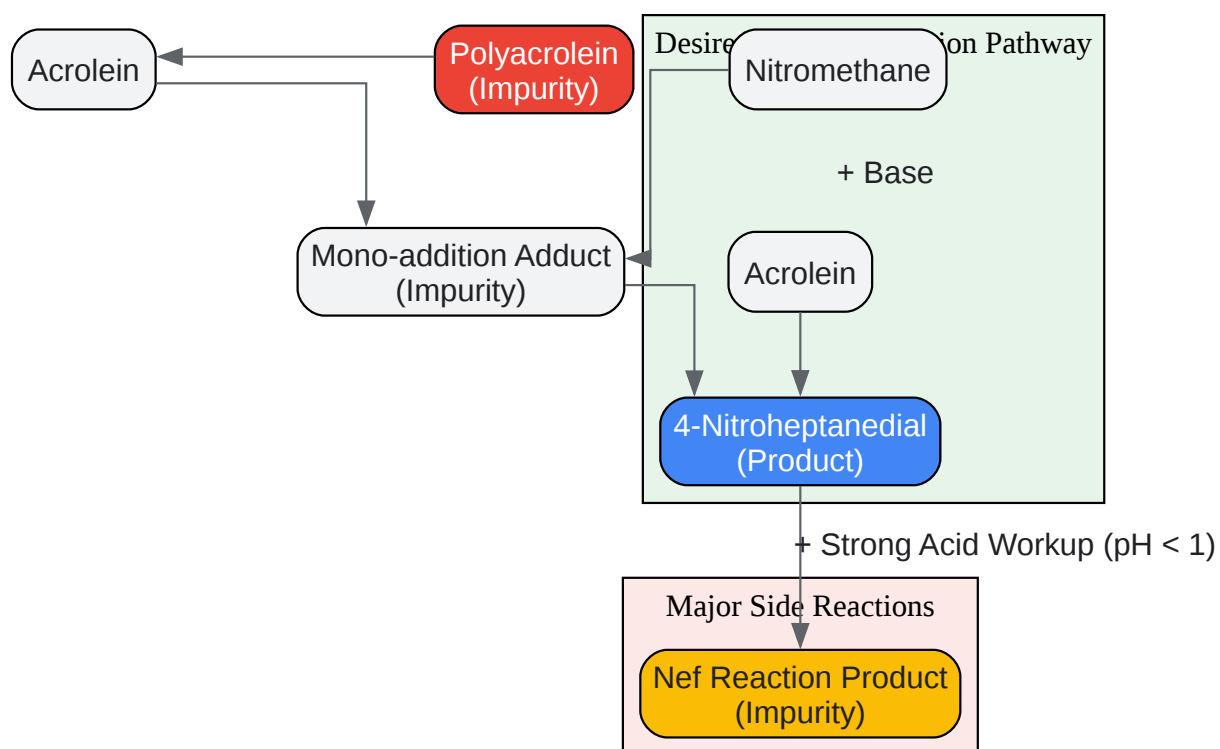 Desire
ion Pathway
Acrolein
Polyacrolein
(Impurity)
Nitromethane
+ Base
Mono-addition Adduct
(Impurity)
Acrolein
4-Nitroheptanedial
(Product)
+ Strong Acid Workup (pH < 1)
Major Side Reactions
Nef Reaction Product
(Impurity)